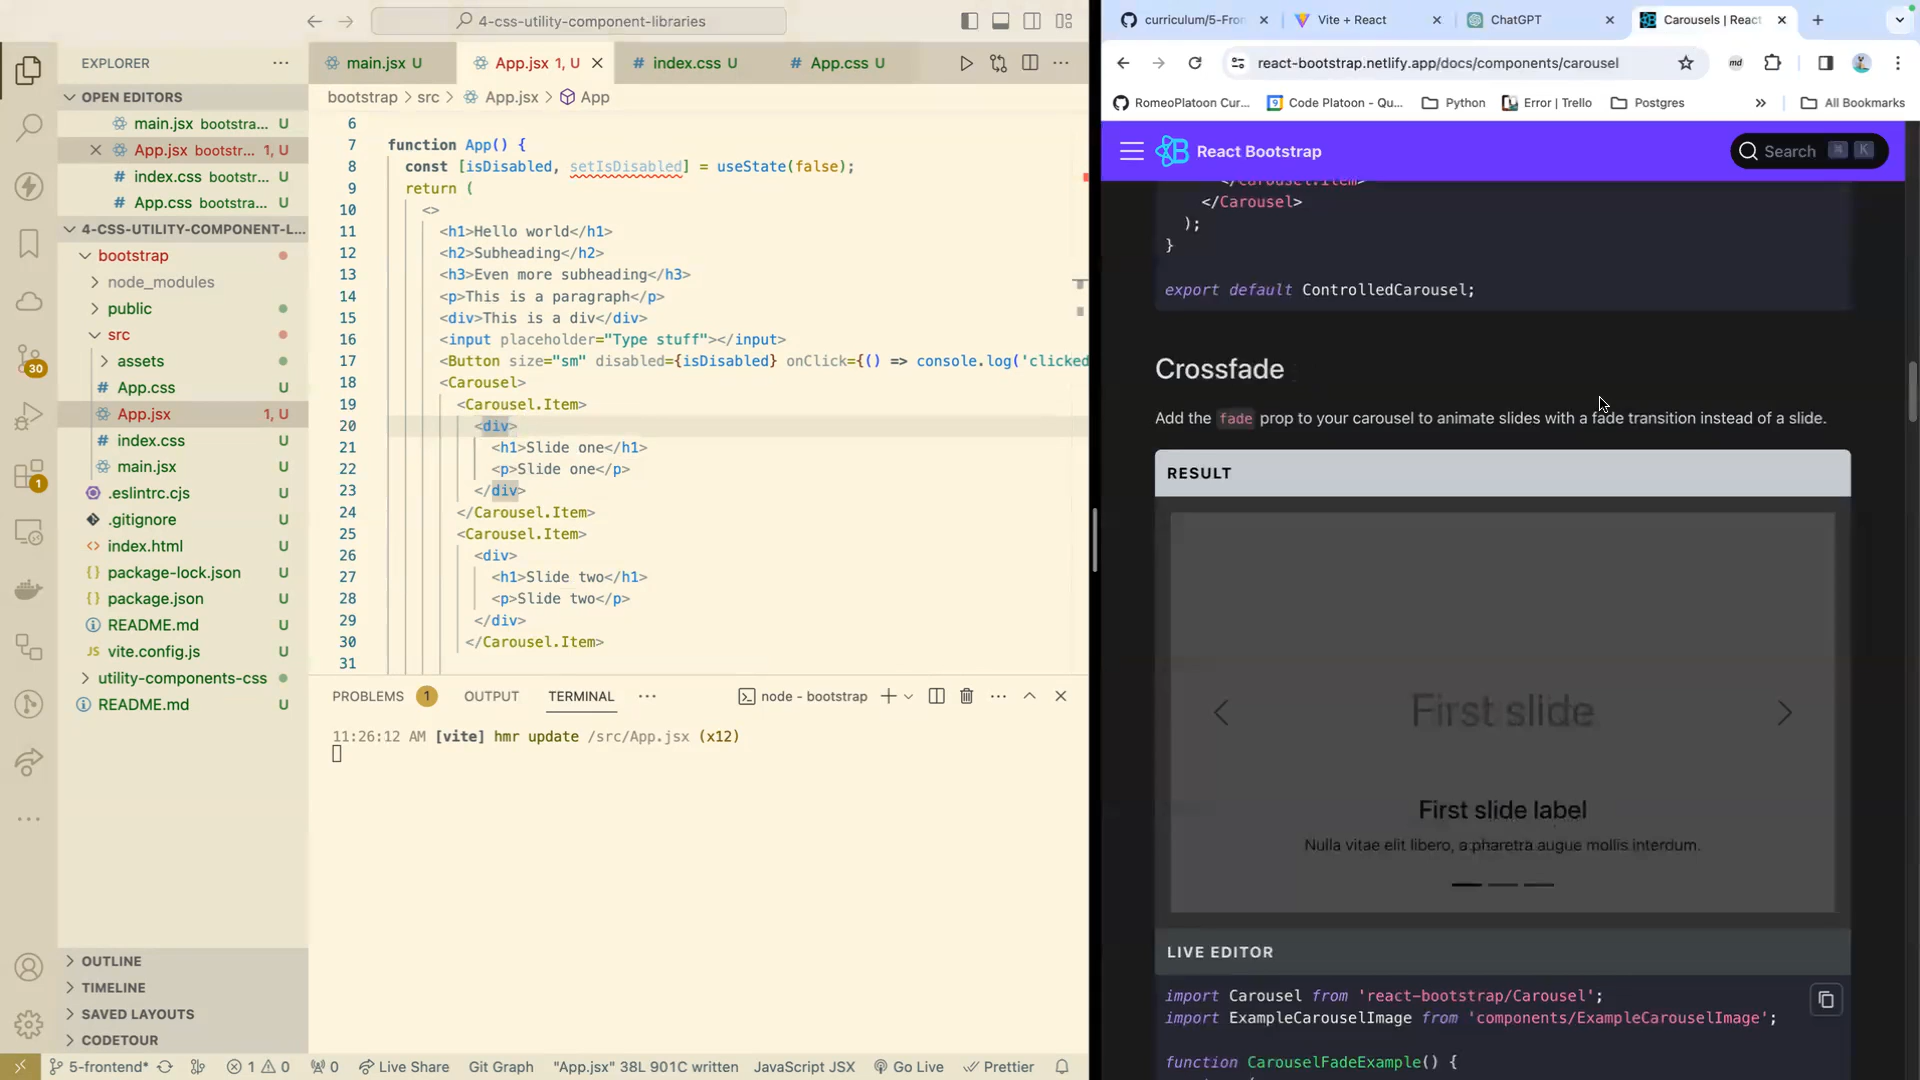 4-css-utility-component-libraries
EXPLORER
OPEN EDITORS
main.jsx bootstra... U
App.jsx bootstr... 1, U
index.css bootstr... U
App.css bootstra... U
4-CSS-UTILITY-COMPONENT-L...
bootstrap
node_modules
public
src
assets
App.css U
App.jsx 1, U
index.css U
main.jsx U
.eslintrc.cjs U
.gitignore U
index.html U
package-lock.json U
package.json U
README.md U
vite.config.js U
utility-components-css
README.md U
OUTLINE
TIMELINE
SAVED LAYOUTS
CODETOUR
30
1
main.jsx U
App.jsx 1, U
index.css U
App.css U
bootstrap > src > App.jsx > App
6
7 function App() {
8 const [isDisabled, setIsDisabled] = useState(false);
9 return (
10 <>
11 <h1>Hello world</h1>
12 <h2>Subheading</h2>
13 <h3>Even more subheading</h3>
14 <p>This is a paragraph</p>
15 <div>This is a div</div>
16 <input placeholder="Type stuff"></input>
17 <Button size="sm" disabled={isDisabled} onClick={() => console.log('clicked
18 <Carousel>
19 <Carousel.Item>
20 <div>
21 <h1>Slide one</h1>
22 <p>Slide one</p>
23 </div>
24 </Carousel.Item>
25 <Carousel.Item>
26 <div>
27 <h1>Slide two</h1>
28 <p>Slide two</p>
29 </div>
30 </Carousel.Item>
31
PROBLEMS 1 OUTPUT TERMINAL ... node - bootstrap
11:26:12 AM [vite] hmr update /src/App.jsx (x12)
5-frontend* 1 0 0 Live Share Git Graph "App.jsx" 38L 901C written JavaScript JSX Go Live Prettier
curriculum/5-Fron
Vite + React
ChatGPT
Carousels | React
react-bootstrap.netlify.app/docs/components/carousel
RomeoPlatoon Cur... Code Platoon - Qu... Python Error | Trello Postgres » All Bookmarks
React Bootstrap
Search ⌘ K
</Carousel.Item>
</Carousel>
);
}
export default ControlledCarousel;
Crossfade
Add the fade prop to your carousel to animate slides with a fade transition instead of a slide.
RESULT
First slide
First slide label
Nulla vitae elit libero, a pharetra augue mollis interdum.
LIVE EDITOR
import Carousel from 'react-bootstrap/Carousel';
import ExampleCarouselImage from 'components/ExampleCarouselImage';
function CarouselFadeExample() {